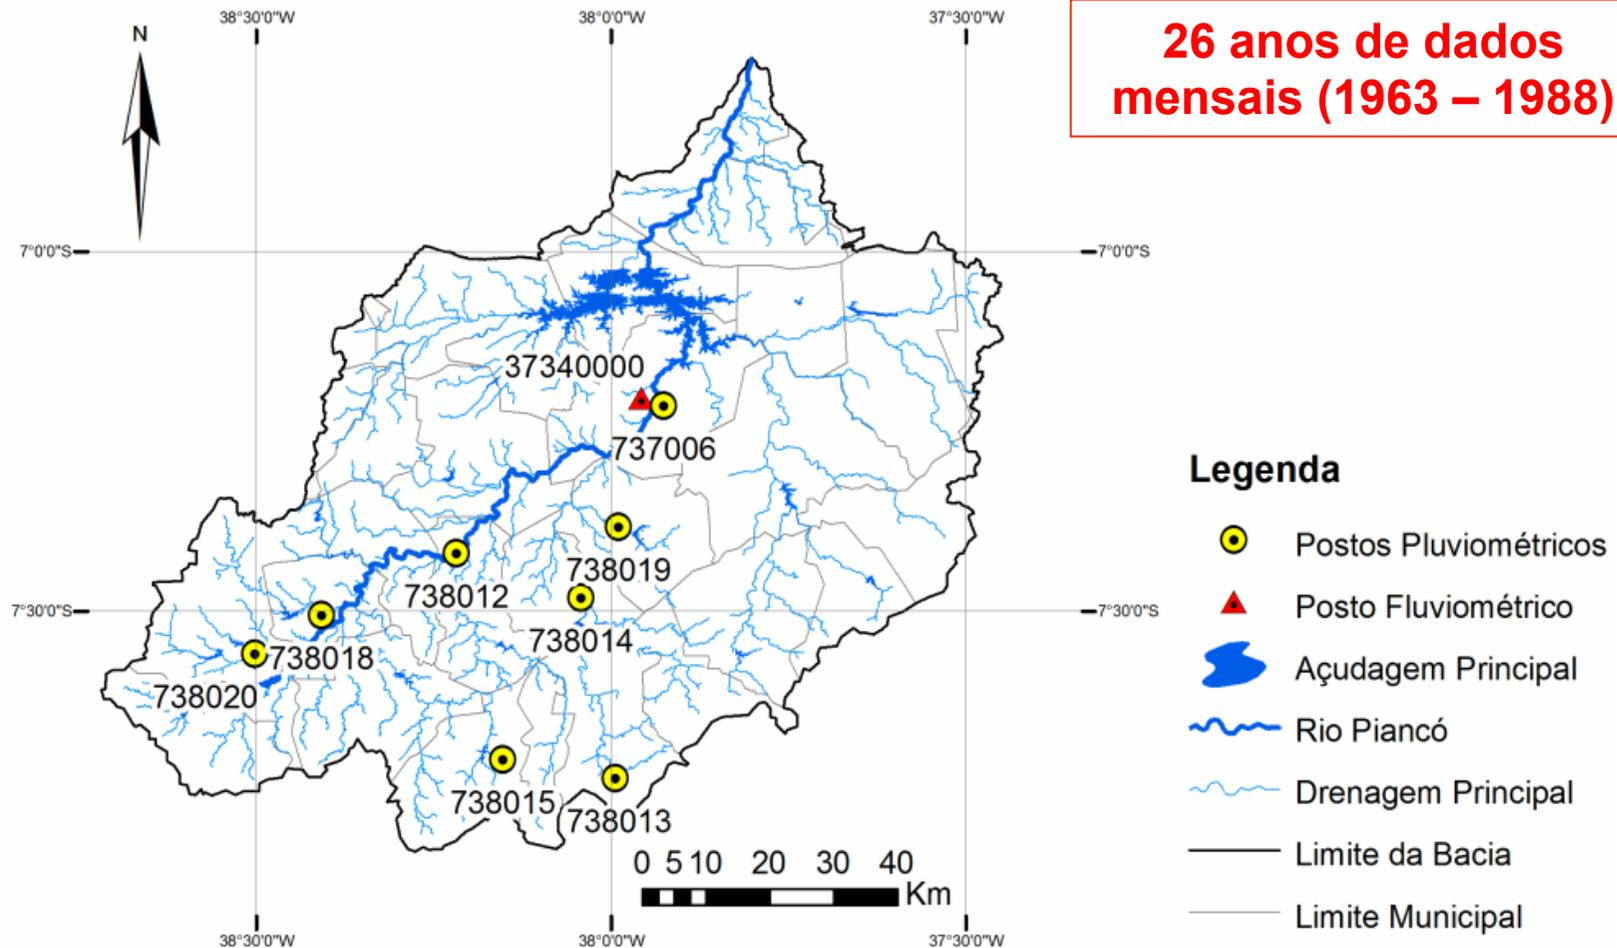 38°30'0"W
38°0'0"W
37°30'0"W
26 anos de dados
mensais (1963 – 1988)
N
7°0'0"S
7°0'0"S
37340000
737006
Legenda
Postos Pluviométricos
738019
738012
7°30'0"S
7°30'0"S
Posto Fluviométrico
738014
738018
Açudagem Principal
738020
Rio Piancó
738015
738013
Drenagem Principal
0 5 10 20 30 40
Km
Limite da Bacia
Limite Municipal
38°30'0"W
38°0'0"W
37°30'0"W